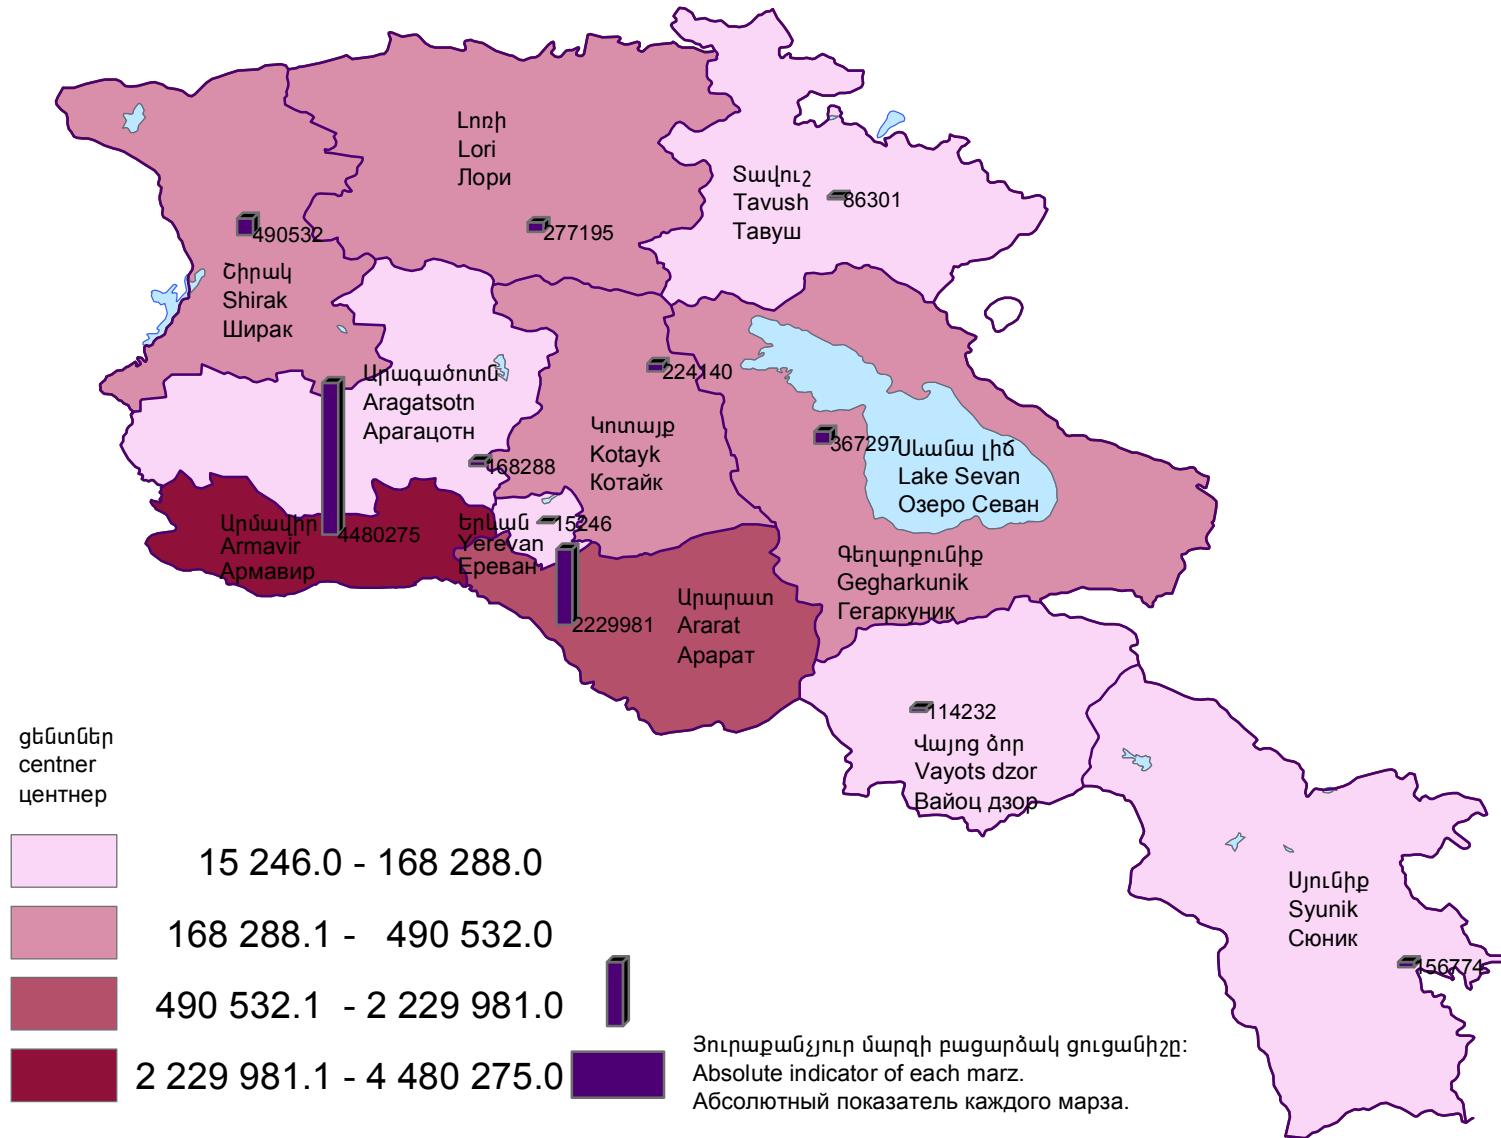 Լոռի
Lori
Лори
277195
Տավուշ
Tavush
Тавуш
86301
490532
Շիրակ
Shirak
Ширак
Արագածոտն
Aragatsotn
Арагацотн
168288
224140
Կոտայք
Kotayk
Котайк
367297
Սևանա լիճ
Lake Sevan
Озеро Севан
Գեղարքունիք
Gegharkunik
Гегаркуник
Արմավիր
Armavir
Армавир
4480275
Երևան
Yerevan
Ереван
15246
2229981
Արարատ
Ararat
Арарат
114232
Վայոց ձոր
Vayots dzor
Вайоц дзор
Սյունիք
Syunik
Сюник
156774
ցենտներ
centner
центнер
15 246.0 - 168 288.0
168 288.1 - 490 532.0
490 532.1 - 2 229 981.0
2 229 981.1 - 4 480 275.0
Յուրաքանչյուր մարզի բացարձակ ցուցանիշը:
Absolute indicator of each marz.
Абсолютный показатель каждого марза.